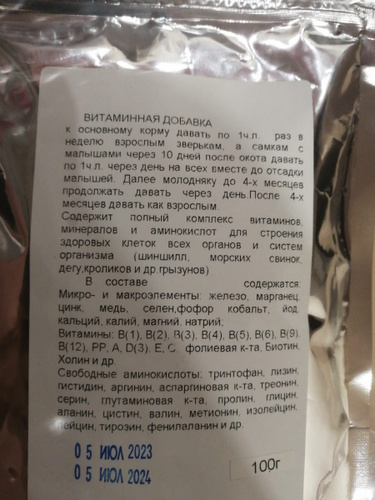 ВИТАМИННАЯ ДОБАВКА
к основному корму давать по 1ч.л. раз в
неделю взрослым зверькам, а самкам с
малышами через 10 дней после окота давать
по 1ч.л. через день на всех вместе до отсадки
малышей. Далее молодняку до 4-х месяцев
продолжать давать через день.После 4-х
месяцев давать как взрослым
Содержит полный комплекс витаминов,
минералов и аминокислот для строения
здоровых клеток всех органов и систем
организма (шиншилл, морских свинок,
дегу,кроликов и др.грызунов)
В составе содержатся:
Микро- и макроэлементы: железо, марганец,
цинк, медь, селен,фофор кобальт, йод,
кальций, калий, магний, натрий;
Витамины: В(1), В(2), В(3), В(4), В(5), В(6), В(9),
В(12), РР, А, D(3), Е, С фолиевая к-та, Биотин,
Холин и др.
Свободные аминокислоты: тринтофан, лизин,
гистидин, аргинин, аспаргиновая к-та, треонин,
серин, глутаминовая к-та, пролин, глицин,
аланин, цистин, валин, метионин, изолейцин,
лейцин, тирозин, фенилаланин и др.
05 ИЮЛ 2023
05 ИЮЛ 2024
100г